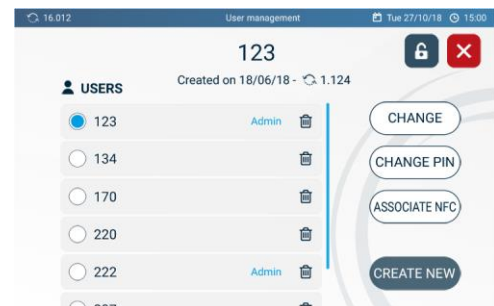 16.012 User management Tue 27/10/18 15:00
123
Created on 18/06/18 - 1.124
USERS
123 Admin
CHANGE
134
CHANGE PIN
170
ASSOCIATE NFC
220
222 Admin
CREATE NEW